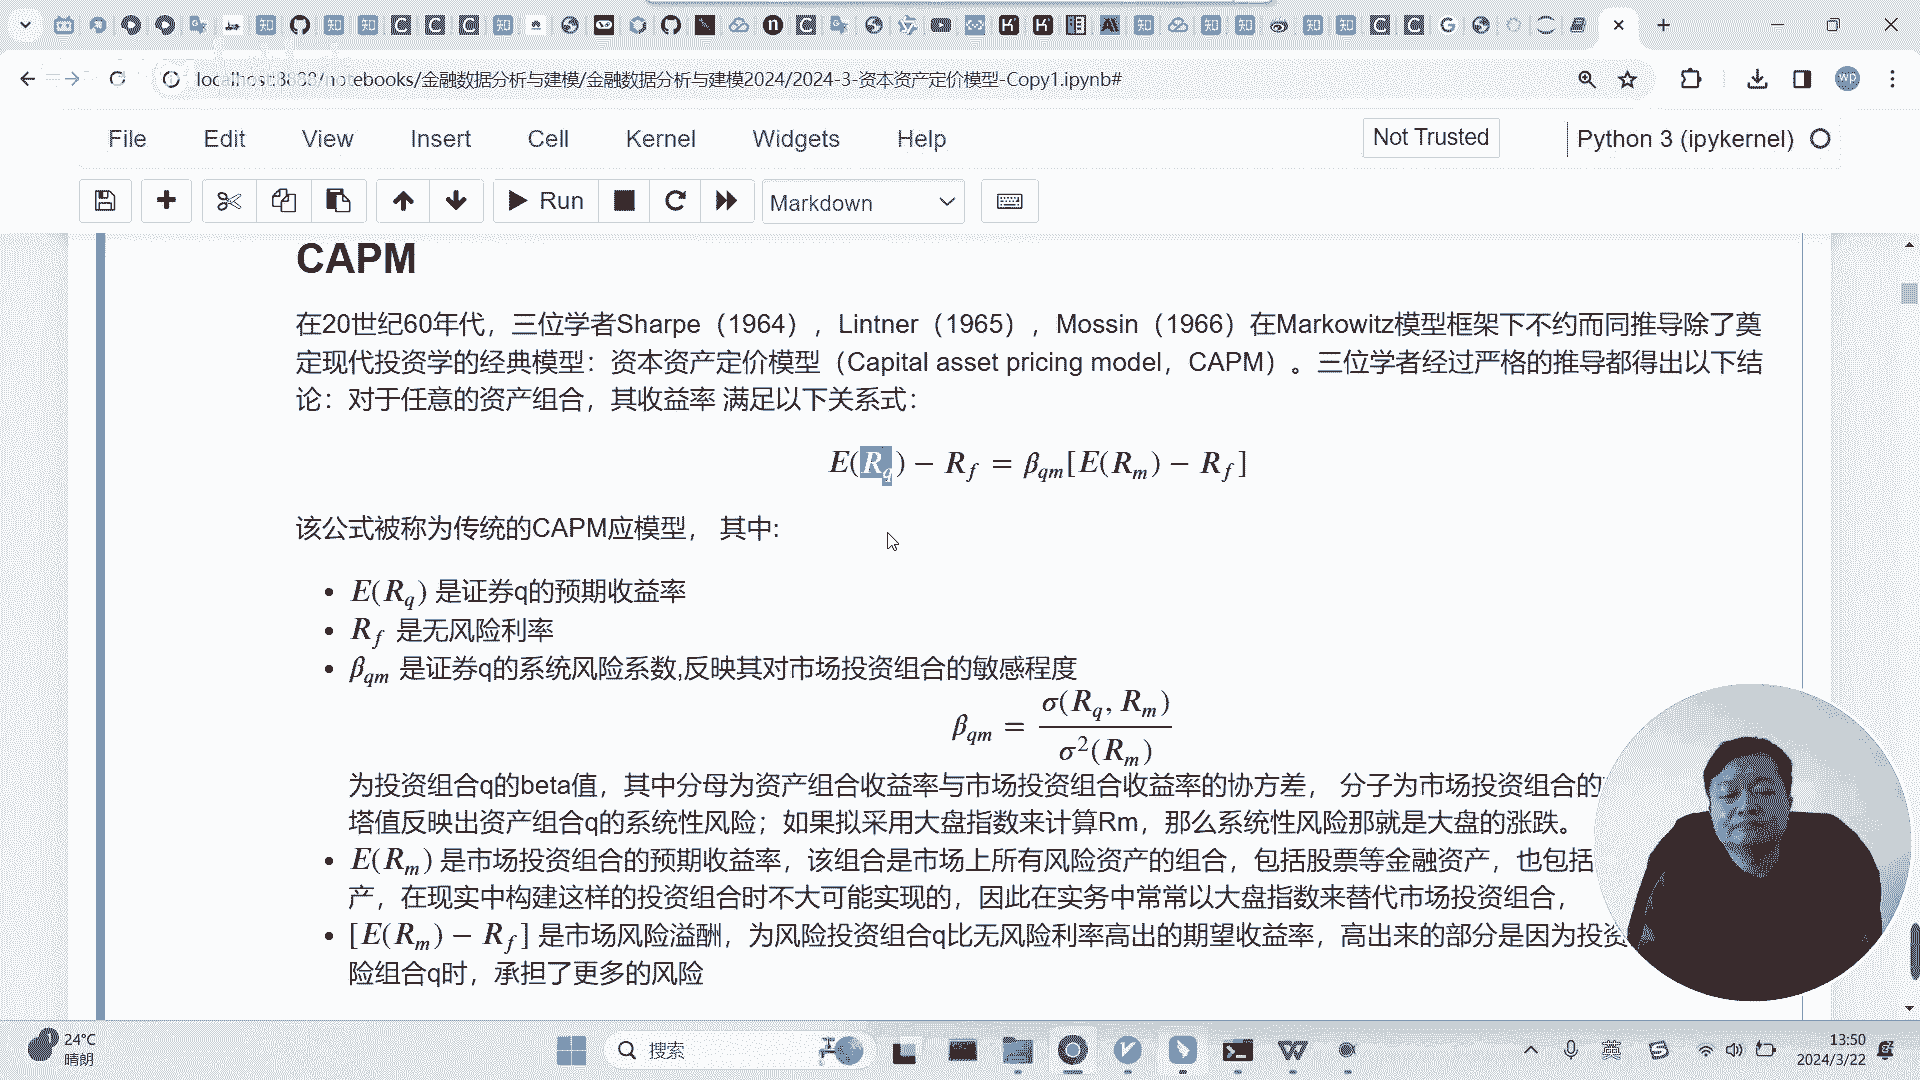 localhost:8888/notebooks/金融数据分析与建模/金融数据分析与建模2024/2024-3-资本资产定价模型-Copy1.ipynb#
wp
File Edit View Insert Cell Kernel Widgets Help Not Trusted Python 3 (ipykernel)
Run Markdown
CAPM
在20世纪60年代，三位学者Sharpe（1964），Lintner（1965），Mossin（1966）在Markowitz模型框架下不约而同推导除了奠
定现代投资学的经典模型：资本资产定价模型（Capital asset pricing model，CAPM）。三位学者经过严格的推导都得出以下结
论：对于任意的资产组合，其收益率 满足以下关系式：
E(R_q) − R_f = β_qm[E(R_m) − R_f]
该公式被称为传统的CAPM应模型， 其中:
• E(R_q) 是证券q的预期收益率
• R_f 是无风险利率
• β_qm 是证券q的系统风险系数,反映其对市场投资组合的敏感程度
β_qm = σ(R_q, R_m) / σ²(R_m)
为投资组合q的beta值，其中分母为资产组合收益率与市场投资组合收益率的协方差， 分子为市场投资组合的
塔值反映出资产组合q的系统性风险；如果拟采用大盘指数来计算Rm，那么系统性风险那就是大盘的涨跌。
• E(R_m) 是市场投资组合的预期收益率，该组合是市场上所有风险资产的组合，包括股票等金融资产，也包括
产，在现实中构建这样的投资组合时不大可能实现的，因此在实务中常常以大盘指数来替代市场投资组合，
• [E(R_m) − R_f] 是市场风险溢酬，为风险投资组合q比无风险利率高出的期望收益率，高出来的部分是因为投资
险组合q时，承担了更多的风险
24°C
晴朗
搜索
英
13:50
2024/3/22